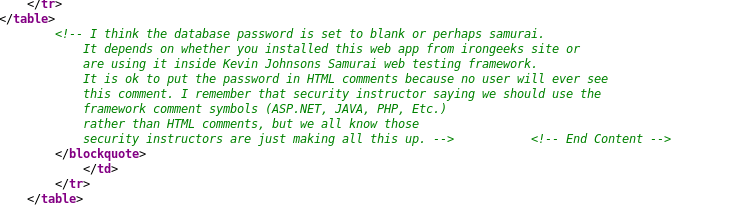 </tr>
</table>
<!-- I think the database password is set to blank or perhaps samurai.
It depends on whether you installed this web app from irongeeks site or
are using it inside Kevin Johnsons Samurai web testing framework.
It is ok to put the password in HTML comments because no user will ever see
this comment. I remember that security instructor saying we should use the
framework comment symbols (ASP.NET, JAVA, PHP, Etc.)
rather than HTML comments, but we all know those
security instructors are just making all this up. --> <!-- End Content -->
</blockquote>
</td>
</tr>
</table>